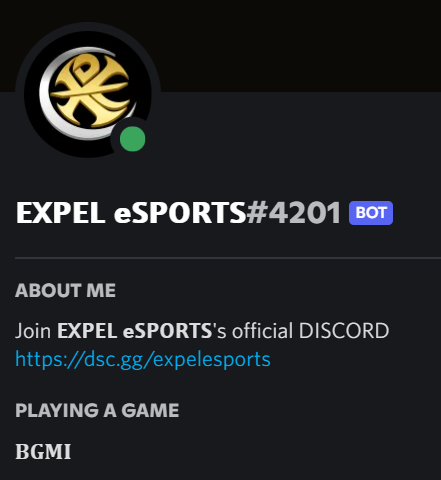 EXPEL eSPORTS#4201 BOT
ABOUT ME
Join EXPEL eSPORTS's official DISCORD
https://dsc.gg/expelesports
PLAYING A GAME
BGMI